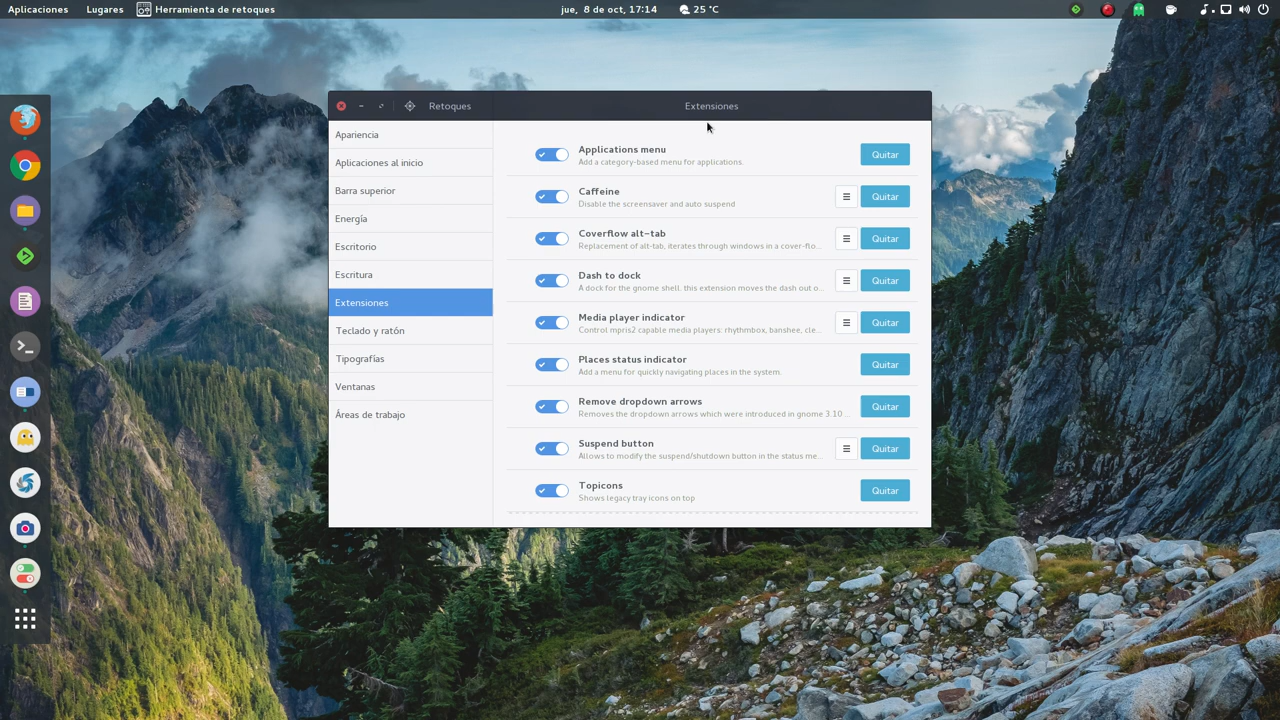 Aplicaciones Lugares Herramienta de retoques jue, 8 de oct, 17:14 25 °C
Retoques Extensiones
Apariencia
Aplicaciones al inicio
Barra superior
Energía
Escritorio
Escritura
Extensiones
Teclado y ratón
Tipografías
Ventanas
Áreas de trabajo
Applications menu
Add a category-based menu for applications.
Quitar
Caffeine
Disable the screensaver and auto suspend
Quitar
Coverflow alt-tab
Replacement of alt-tab, iterates through windows in a cover-flo...
Quitar
Dash to dock
A dock for the gnome shell. this extension moves the dash out o...
Quitar
Media player indicator
Control mpris2 capable media players: rhythmbox, banshee, cle...
Quitar
Places status indicator
Add a menu for quickly navigating places in the system.
Quitar
Remove dropdown arrows
Removes the dropdown arrows which were introduced in gnome 3.10 ...
Quitar
Suspend button
Allows to modify the suspend/shutdown button in the status me...
Quitar
Topicons
Shows legacy tray icons on top
Quitar